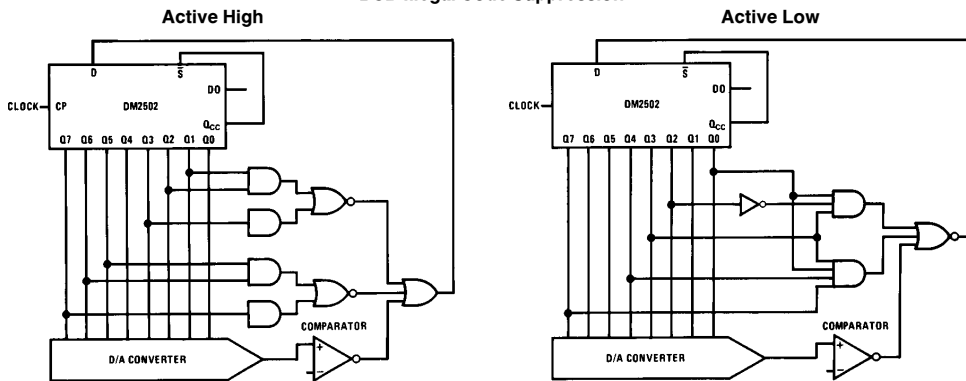 Active High
Active Low
D
S̅
DO
CLOCK
CP
DM2502
QCC
Q7 Q6 Q5 Q4 Q3 Q2 Q1 Q0
COMPARATOR
+
−
D/A CONVERTER
D
S̅
DO
CLOCK
DM2502
QCC
Q7 Q6 Q5 Q4 Q3 Q2 Q1 Q0
COMPARATOR
+
−
D/A CONVERTER